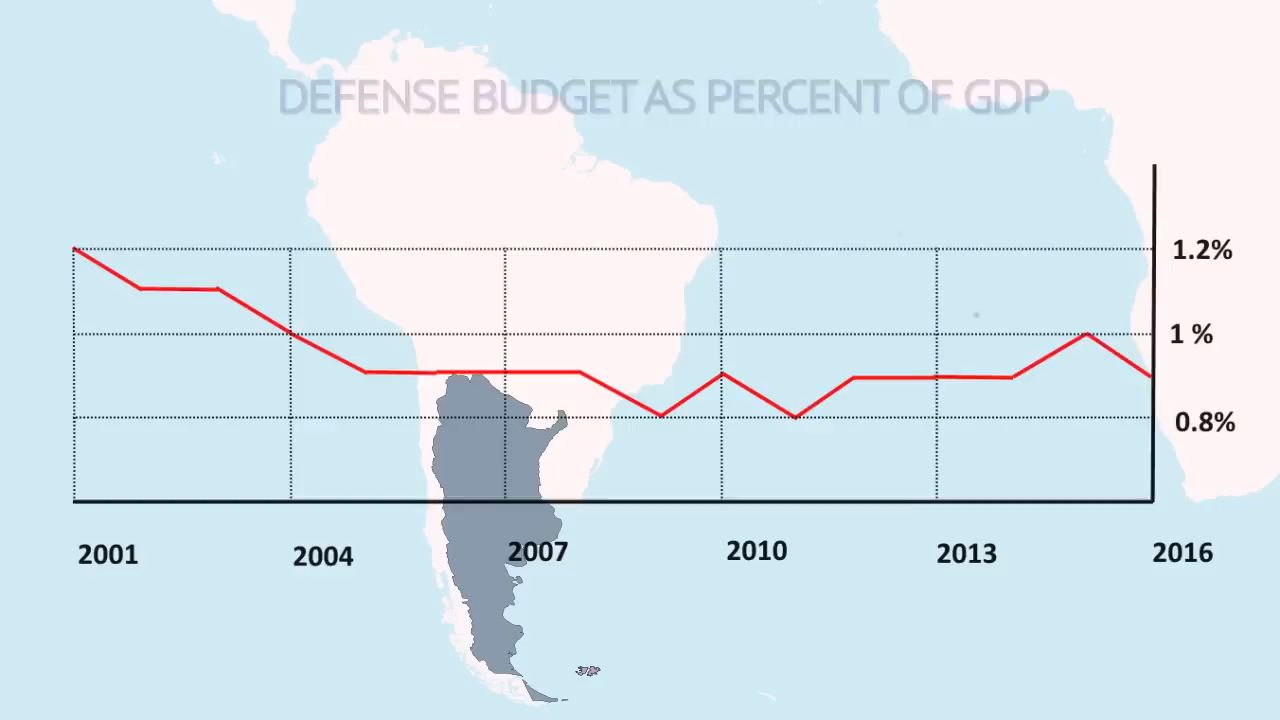 DEFENSE BUDGET AS PERCENT OF GDP
1.2%
1 %
0.8%
2001 2004 2007 2010 2013 2016